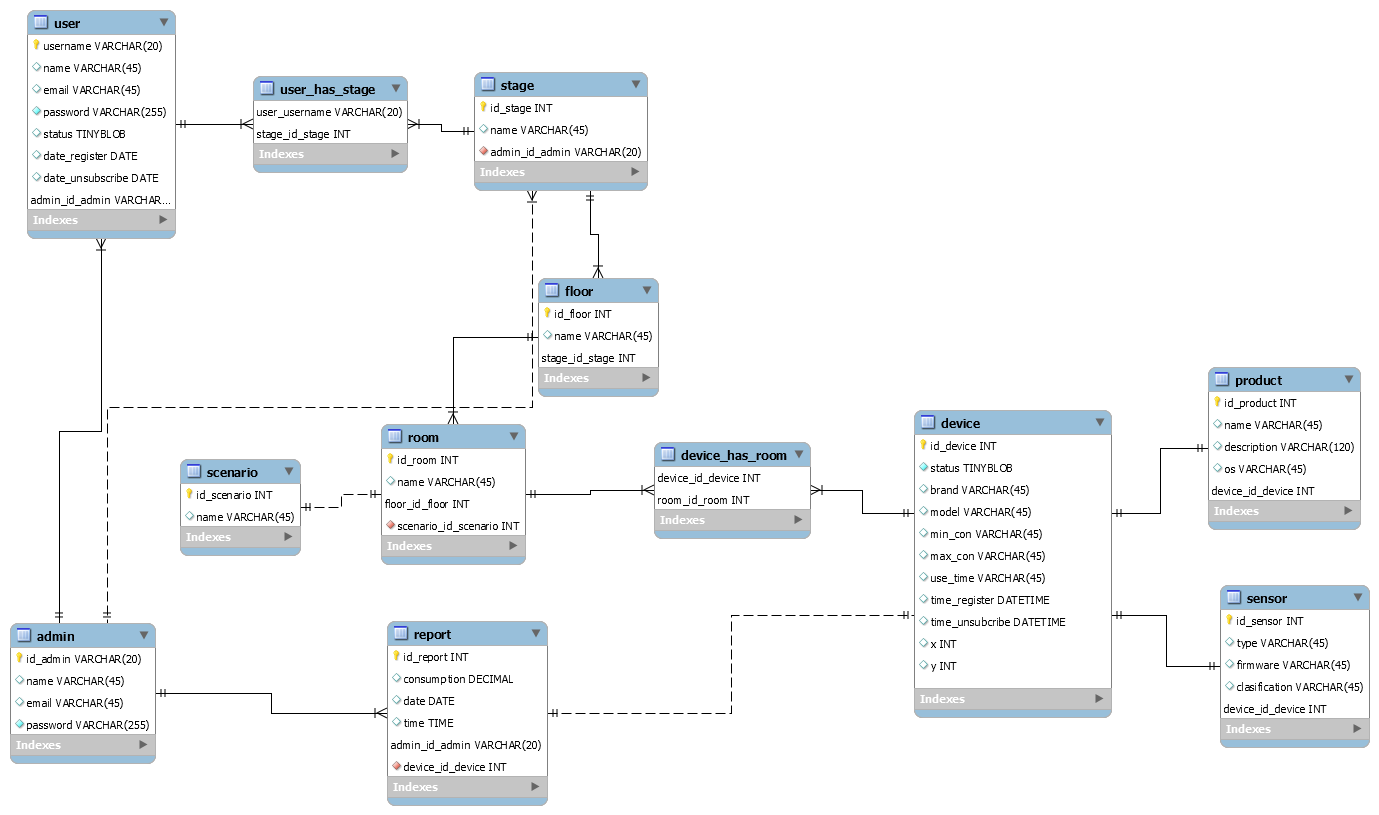 user
username VARCHAR(20)
name VARCHAR(45)
email VARCHAR(45)
password VARCHAR(255)
status TINYBLOB
date_register DATE
date_unsubscribe DATE
admin_id_admin VARCHAR...
Indexes
user_has_stage
user_username VARCHAR(20)
stage_id_stage INT
Indexes
stage
id_stage INT
name VARCHAR(45)
admin_id_admin VARCHAR(20)
Indexes
floor
id_floor INT
name VARCHAR(45)
stage_id_stage INT
Indexes
scenario
id_scenario INT
name VARCHAR(45)
Indexes
room
id_room INT
name VARCHAR(45)
floor_id_floor INT
scenario_id_scenario INT
Indexes
device_has_room
device_id_device INT
room_id_room INT
Indexes
device
id_device INT
status TINYBLOB
brand VARCHAR(45)
model VARCHAR(45)
min_con VARCHAR(45)
max_con VARCHAR(45)
use_time VARCHAR(45)
time_register DATETIME
time_unsubcribe DATETIME
x INT
y INT
Indexes
product
id_product INT
name VARCHAR(45)
description VARCHAR(120)
os VARCHAR(45)
device_id_device INT
Indexes
sensor
id_sensor INT
type VARCHAR(45)
firmware VARCHAR(45)
clasification VARCHAR(45)
device_id_device INT
Indexes
admin
id_admin VARCHAR(20)
name VARCHAR(45)
email VARCHAR(45)
password VARCHAR(255)
Indexes
report
id_report INT
consumption DECIMAL
date DATE
time TIME
admin_id_admin VARCHAR(20)
device_id_device INT
Indexes